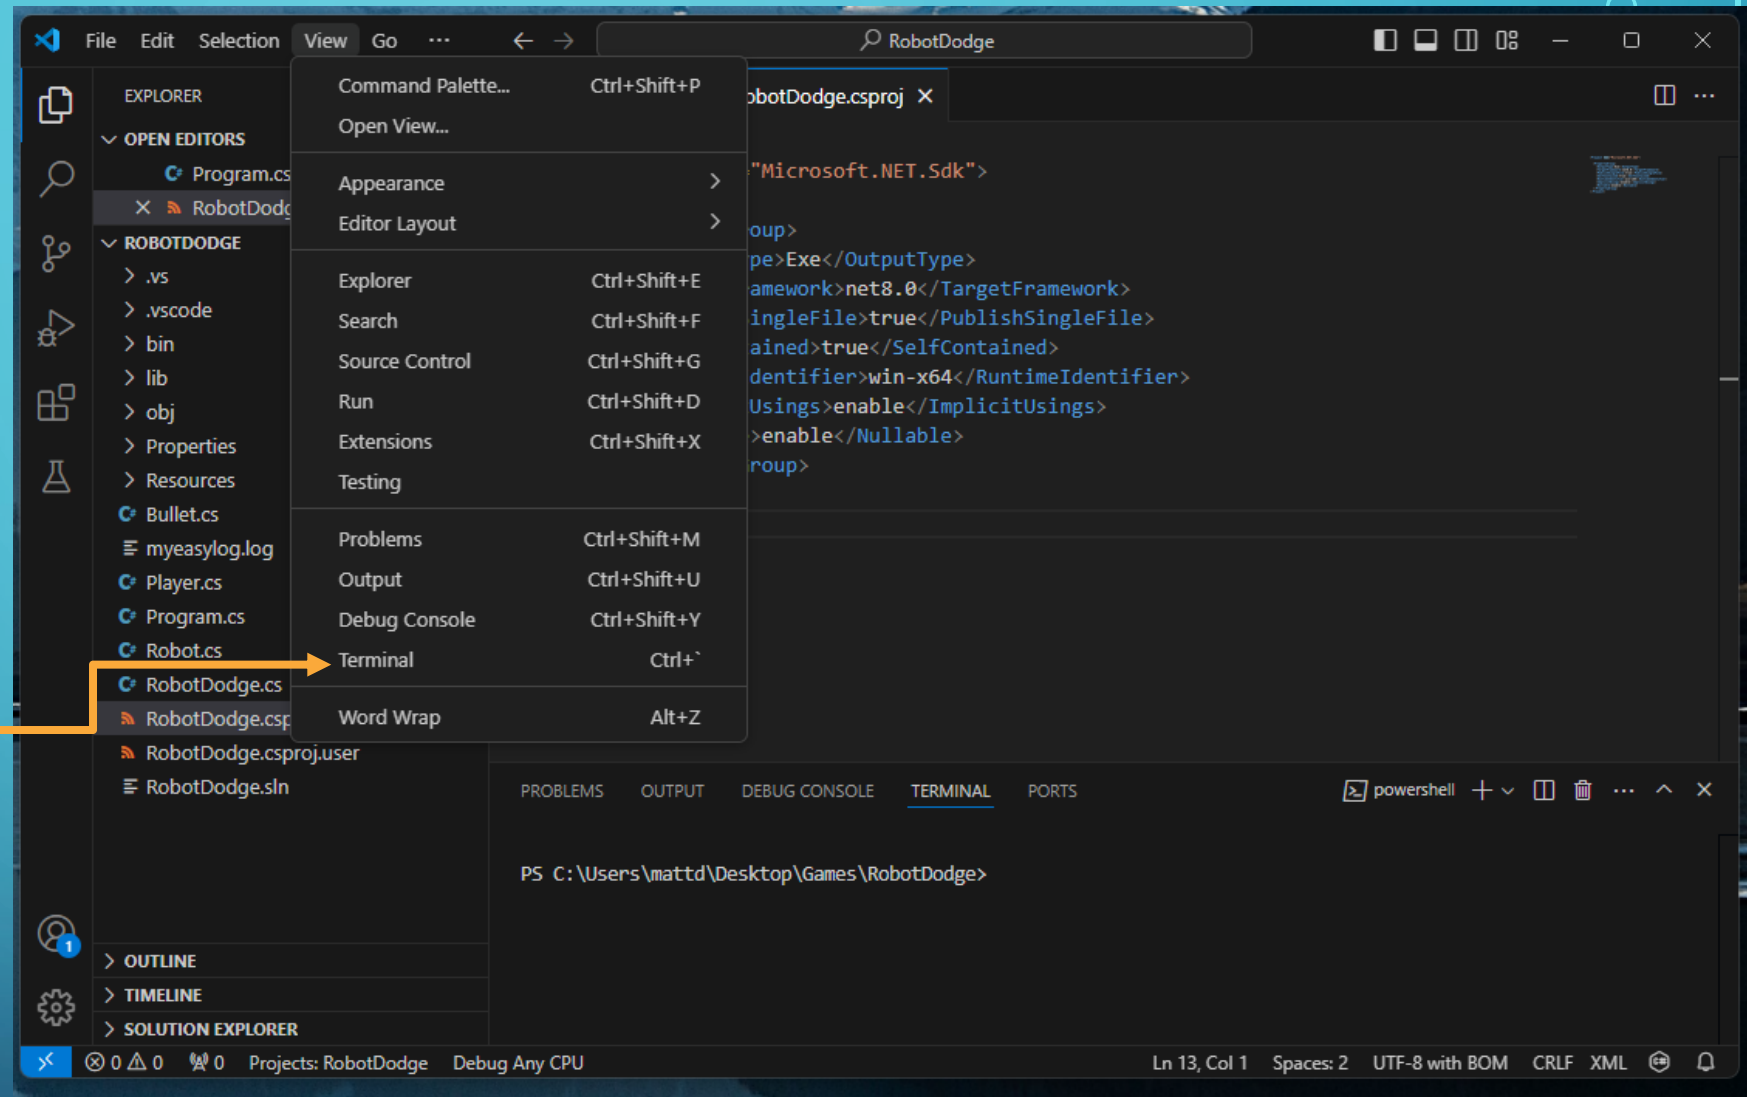 File Edit Selection View Go ··· RobotDodge
EXPLORER
OPEN EDITORS
Program.cs
RobotDodg
ROBOTDODGE
.vs
.vscode
bin
lib
obj
Properties
Resources
Bullet.cs
myeasylog.log
Player.cs
Program.cs
Robot.cs
RobotDodge.cs
RobotDodge.csp
RobotDodge.csproj.user
RobotDodge.sln
OUTLINE
TIMELINE
SOLUTION EXPLORER
Command Palette... Ctrl+Shift+P
Open View...
Appearance
Editor Layout
Explorer Ctrl+Shift+E
Search Ctrl+Shift+F
Source Control Ctrl+Shift+G
Run Ctrl+Shift+D
Extensions Ctrl+Shift+X
Testing
Problems Ctrl+Shift+M
Output Ctrl+Shift+U
Debug Console Ctrl+Shift+Y
Terminal Ctrl+`
Word Wrap Alt+Z
obotDodge.csproj
="Microsoft.NET.Sdk">
oup>
pe>Exe</OutputType>
amework>net8.0</TargetFramework>
ingleFile>true</PublishSingleFile>
ained>true</SelfContained>
dentifier>win-x64</RuntimeIdentifier>
Usings>enable</ImplicitUsings>
>enable</Nullable>
roup>
PROBLEMS OUTPUT DEBUG CONSOLE TERMINAL PORTS powershell
PS C:\Users\mattd\Desktop\Games\RobotDodge>
1
0 0 0 Projects: RobotDodge Debug Any CPU Ln 13, Col 1 Spaces: 2 UTF-8 with BOM CRLF XML